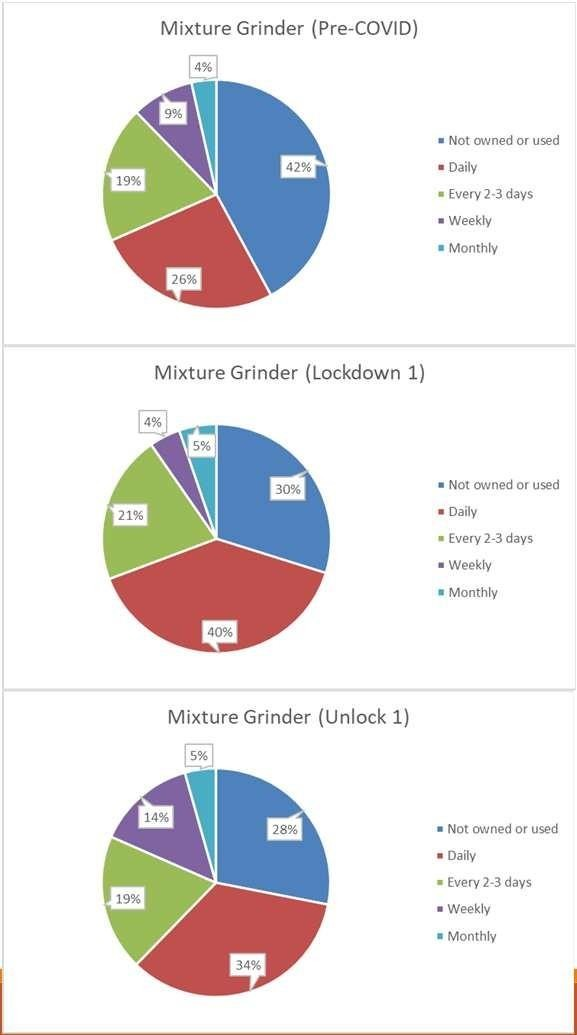 Mixture Grinder (Pre-COVID)
4%
9%
42%
19%
26%
Not owned or used
Daily
Every 2-3 days
Weekly
Monthly
Mixture Grinder (Lockdown 1)
4%
5%
30%
21%
40%
Not owned or used
Daily
Every 2-3 days
Weekly
Monthly
Mixture Grinder (Unlock 1)
5%
14%
28%
19%
34%
Not owned or used
Daily
Every 2-3 days
Weekly
Monthly